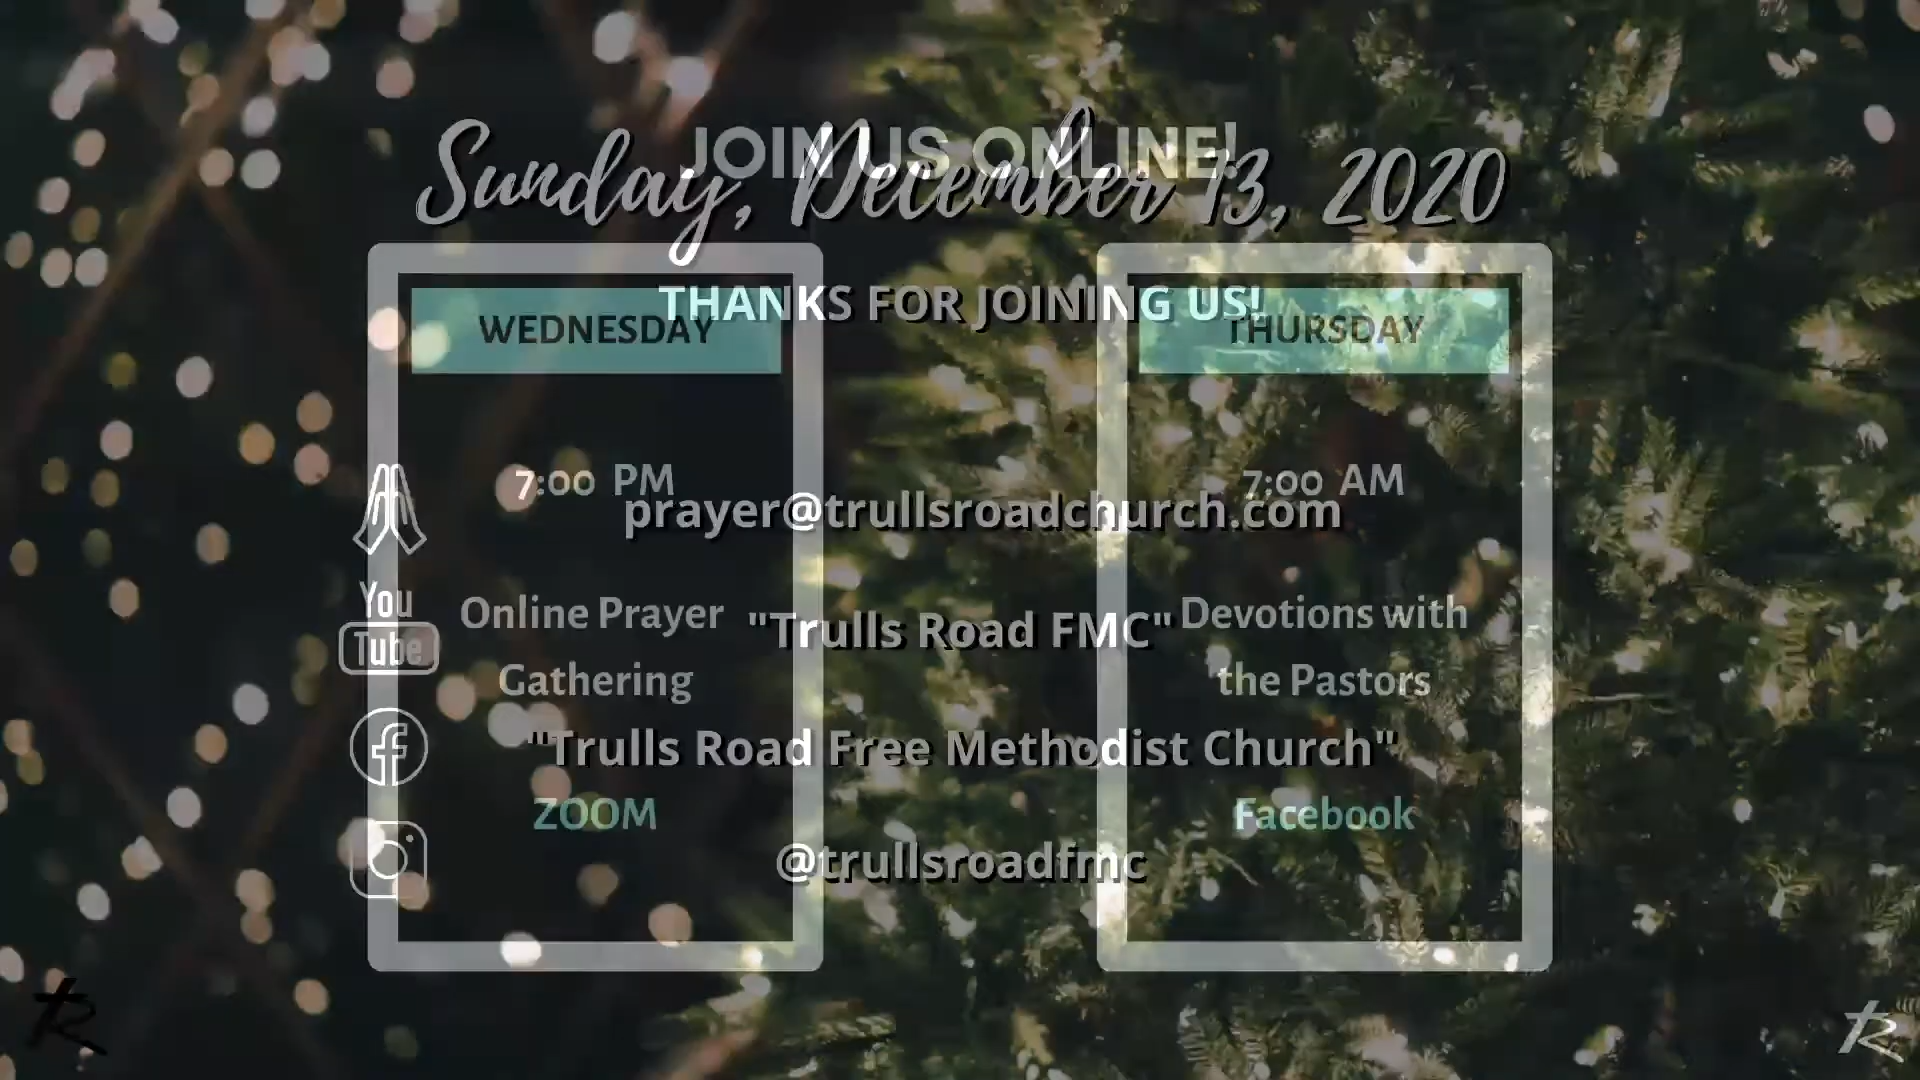 JOIN US ONLINE!
Sunday, December 13, 2020
THANKS FOR JOINING US!
WEDNESDAY
THURSDAY
7:00 PM
7:00 AM
prayer@trullsroadchurch.com
You
Tube
Online Prayer
Gathering
"Trulls Road FMC"
Devotions with
the Pastors
"Trulls Road Free Methodist Church"
ZOOM
Facebook
@trullsroadfmc